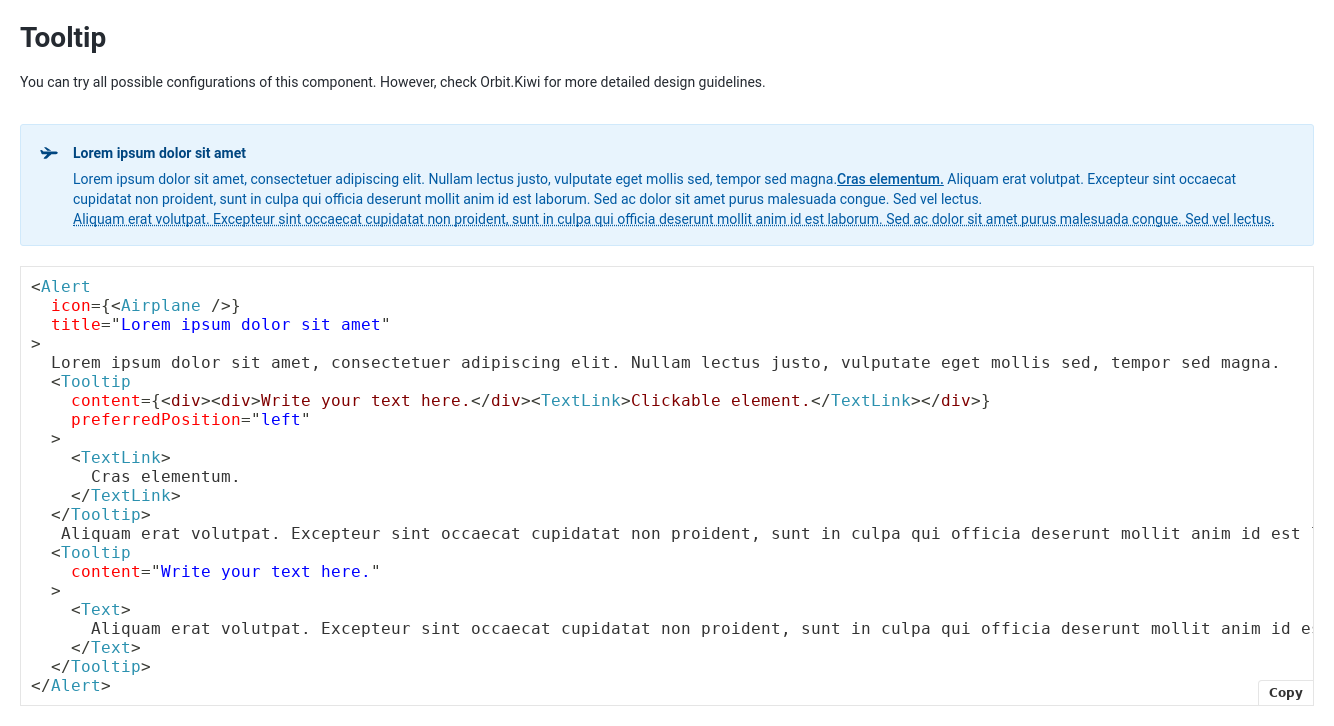 Tooltip
You can try all possible configurations of this component. However, check Orbit.Kiwi for more detailed design guidelines.
Lorem ipsum dolor sit amet
Lorem ipsum dolor sit amet, consectetuer adipiscing elit. Nullam lectus justo, vulputate eget mollis sed, tempor sed magna.Cras elementum. Aliquam erat volutpat. Excepteur sint occaecat
cupidatat non proident, sunt in culpa qui officia deserunt mollit anim id est laborum. Sed ac dolor sit amet purus malesuada congue. Sed vel lectus.
Aliquam erat volutpat. Excepteur sint occaecat cupidatat non proident, sunt in culpa qui officia deserunt mollit anim id est laborum. Sed ac dolor sit amet purus malesuada congue. Sed vel lectus.
<Alert
  icon={<Airplane />}
  title="Lorem ipsum dolor sit amet"
>
  Lorem ipsum dolor sit amet, consectetuer adipiscing elit. Nullam lectus justo, vulputate eget mollis sed, tempor sed magna.
  <Tooltip
    content={<div><div>Write your text here.</div><TextLink>Clickable element.</TextLink></div>}
    preferredPosition="left"
  >
    <TextLink>
      Cras elementum.
    </TextLink>
  </Tooltip>
   Aliquam erat volutpat. Excepteur sint occaecat cupidatat non proident, sunt in culpa qui officia deserunt mollit anim id est
  <Tooltip
    content="Write your text here."
  >
    <Text>
      Aliquam erat volutpat. Excepteur sint occaecat cupidatat non proident, sunt in culpa qui officia deserunt mollit anim id
    </Text>
  </Tooltip>
</Alert>
Copy